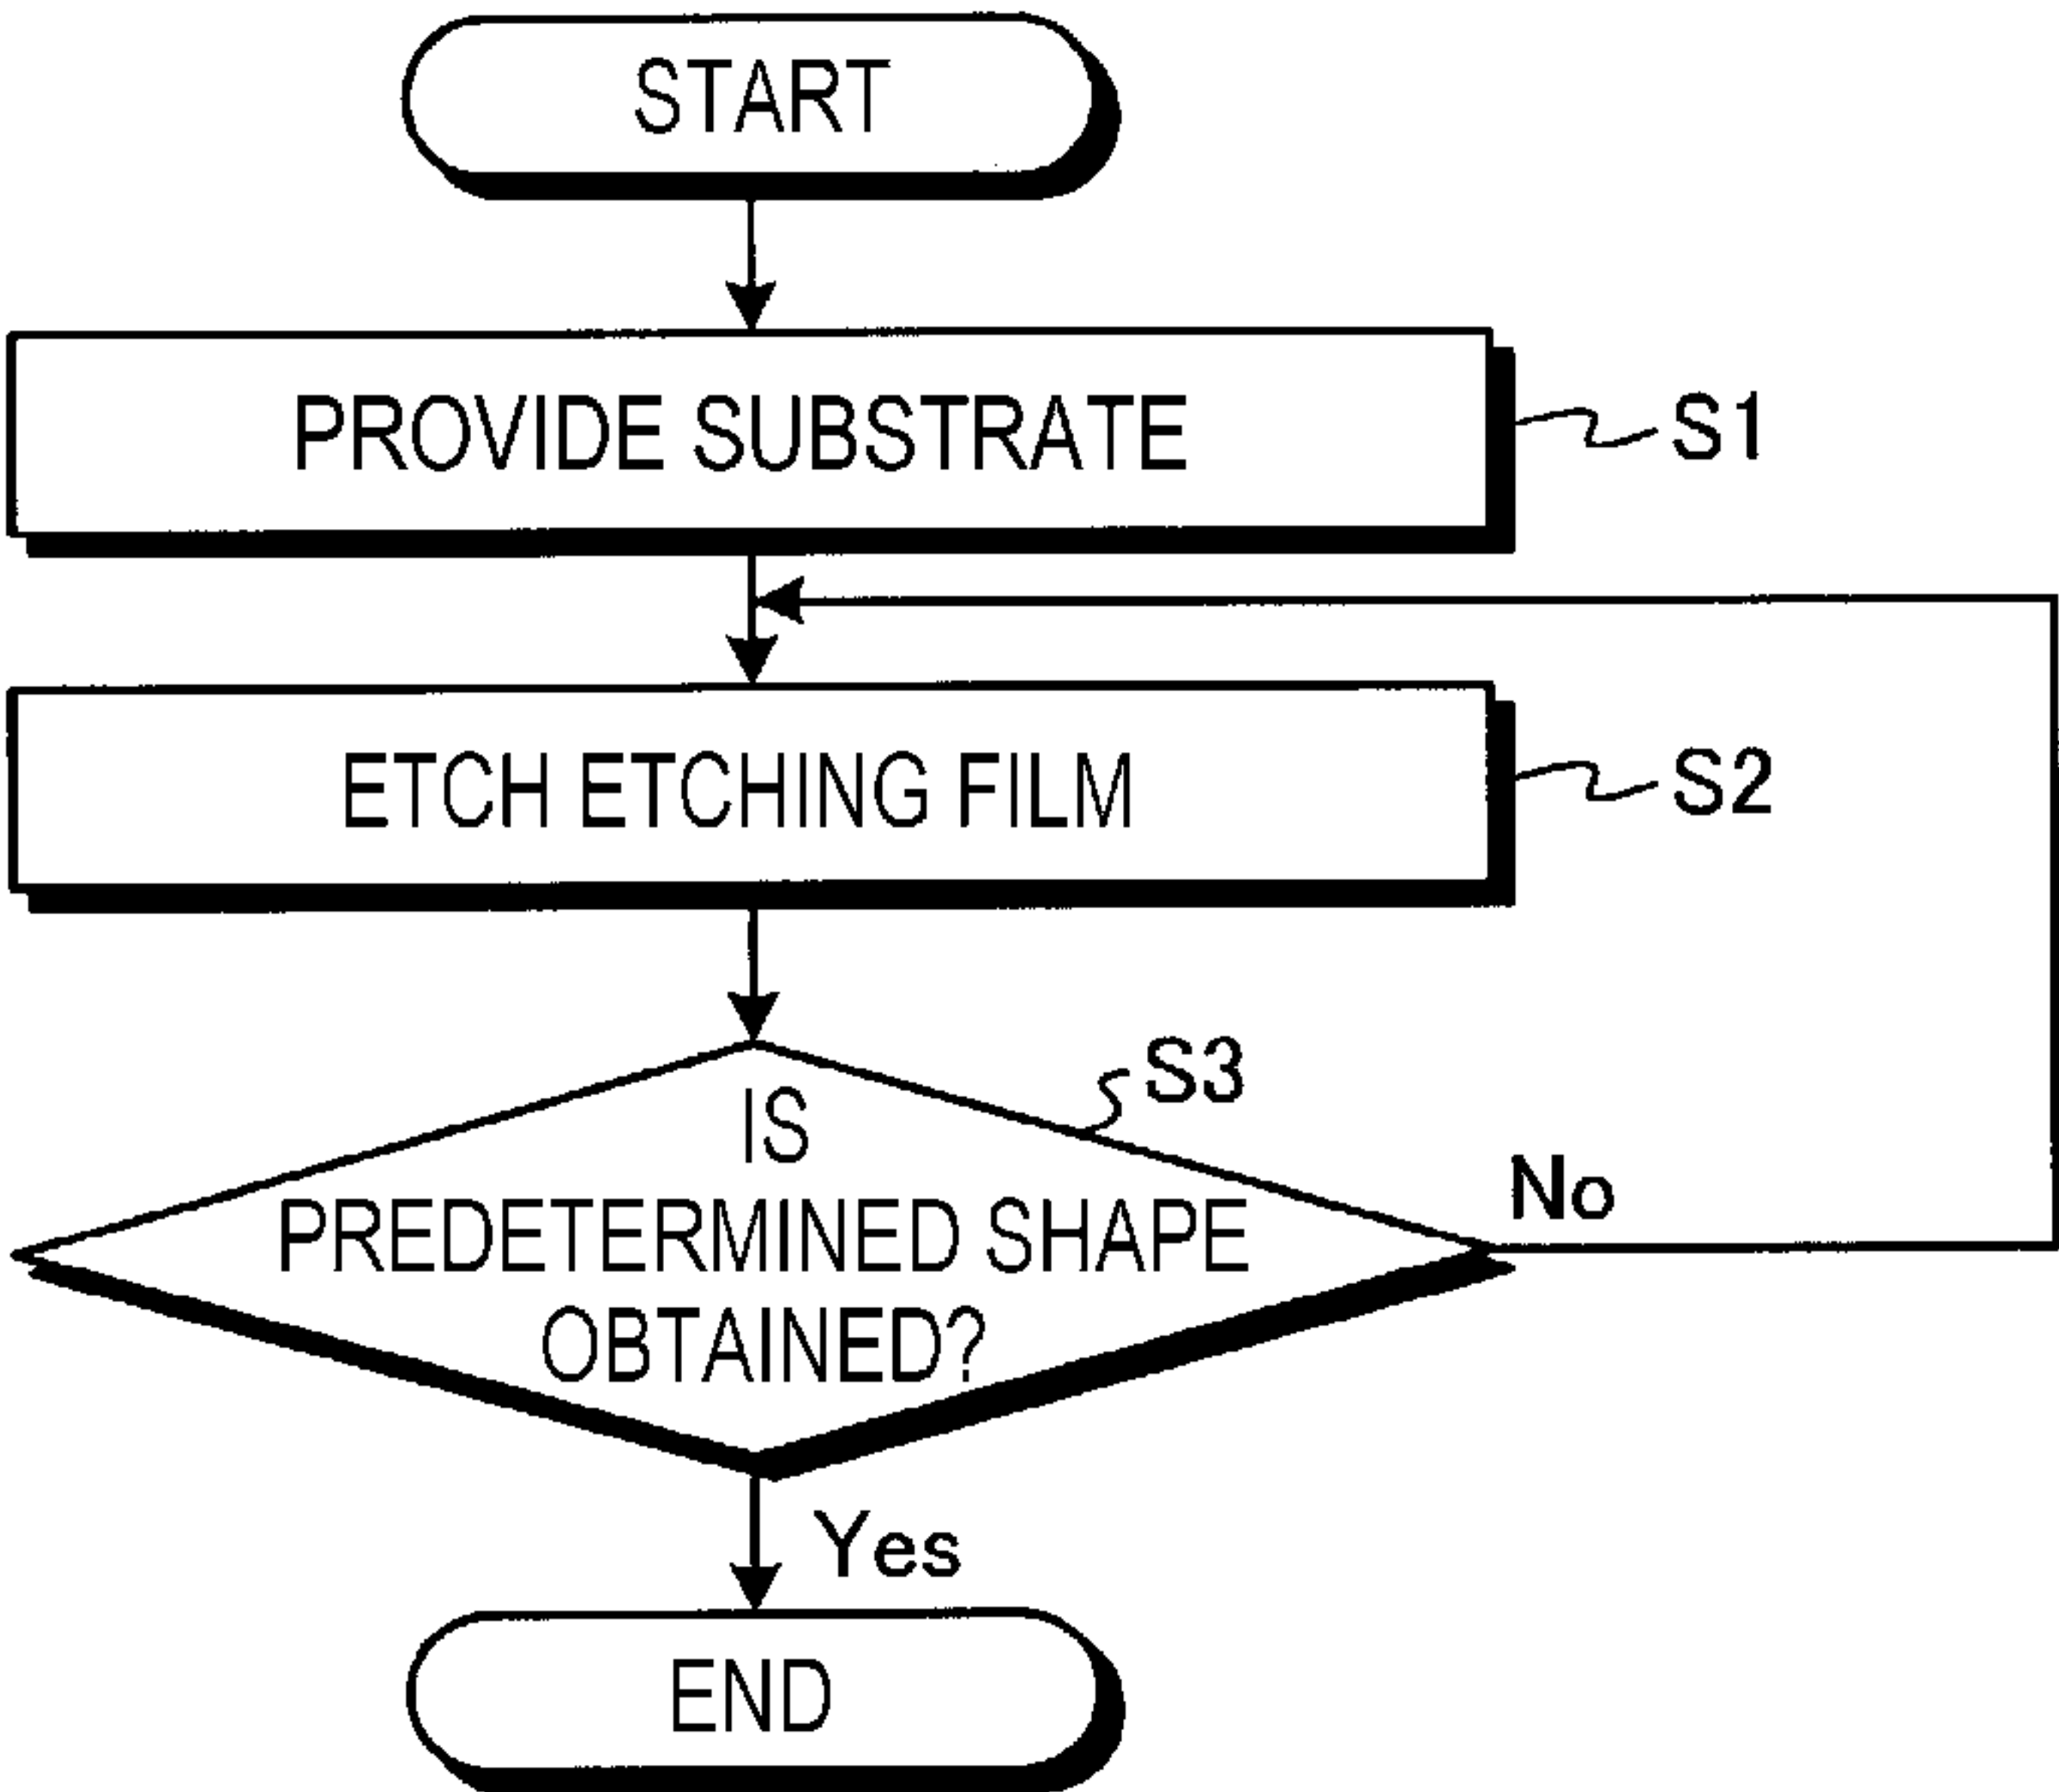 START
PROVIDE SUBSTRATE
S1
ETCH ETCHING FILM
S2
S3
IS
PREDETERMINED SHAPE
OBTAINED?
No
Yes
END